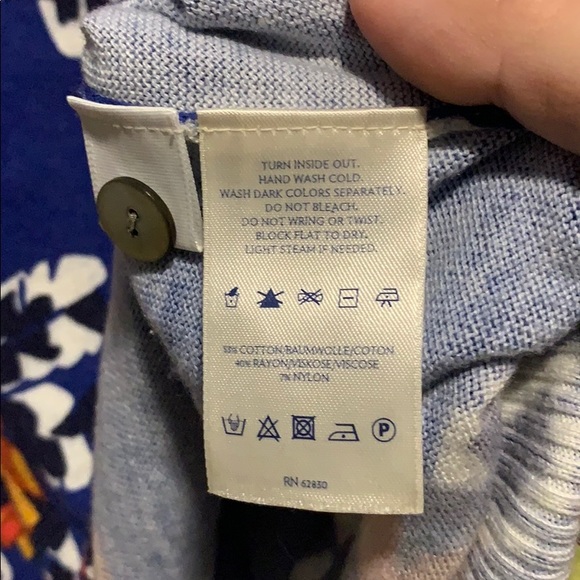 TURN INSIDE OUT.
HAND WASH COLD.
WASH DARK COLORS SEPARATELY.
DO NOT BLEACH.
DO NOT WRING OR TWIST.
BLOCK FLAT TO DRY.
LIGHT STEAM IF NEEDED.
53% COTTON/BAUMWOLLE/COTON
40% RAYON/VISKOSE/VISCOSE
7% NYLON
P
RN 62830